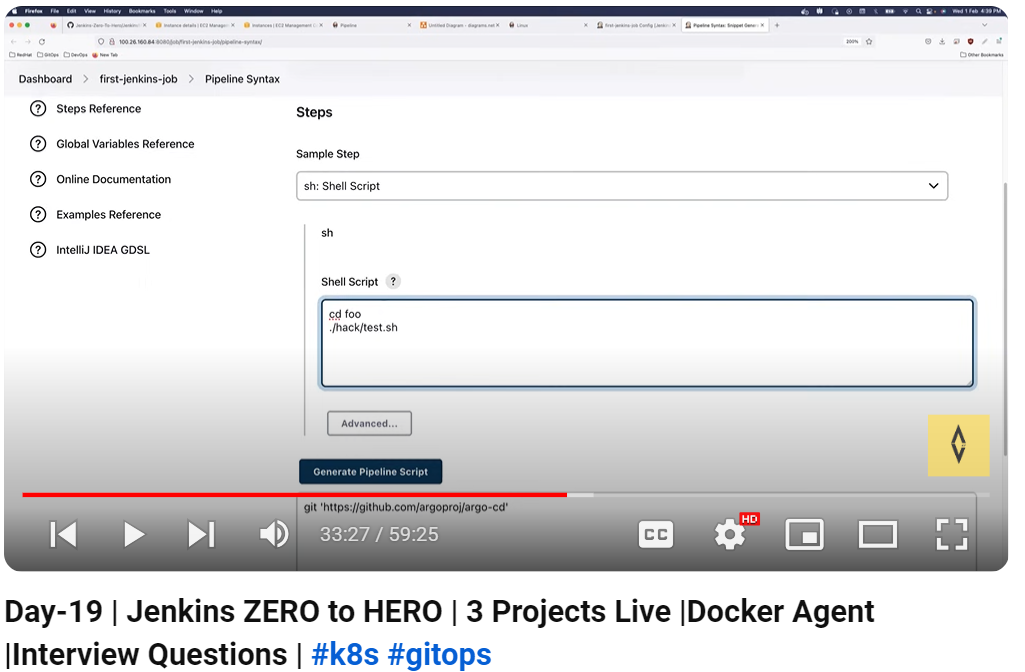 Firefox File Edit View History Bookmarks Tools Window Help Wed 1 Feb 4:39 PM
Jenkins-Zero-To-Hero/Jenkins Instance details | EC2 Manage Instances | EC2 Management Pipeline Untitled Diagram - diagrams.net Linux first-jenkins-job Config [Jenkins Pipeline Syntax: Snippet Gener
100.26.160.84:8080/job/first-jenkins-job/pipeline-syntax/ 200%
RedHat GitOps DevOps New Tab Other Bookmarks
Dashboard > first-jenkins-job > Pipeline Syntax
Steps Reference
Global Variables Reference
Online Documentation
Examples Reference
IntelliJ IDEA GDSL
Steps
Sample Step
sh: Shell Script
sh
Shell Script ?
cd foo
./hack/test.sh
Advanced...
Generate Pipeline Script
git 'https://github.com/argoproj/argo-cd'
33:27 / 59:25
CC
HD
Day-19 | Jenkins ZERO to HERO | 3 Projects Live |Docker Agent
|Interview Questions | #k8s #gitops